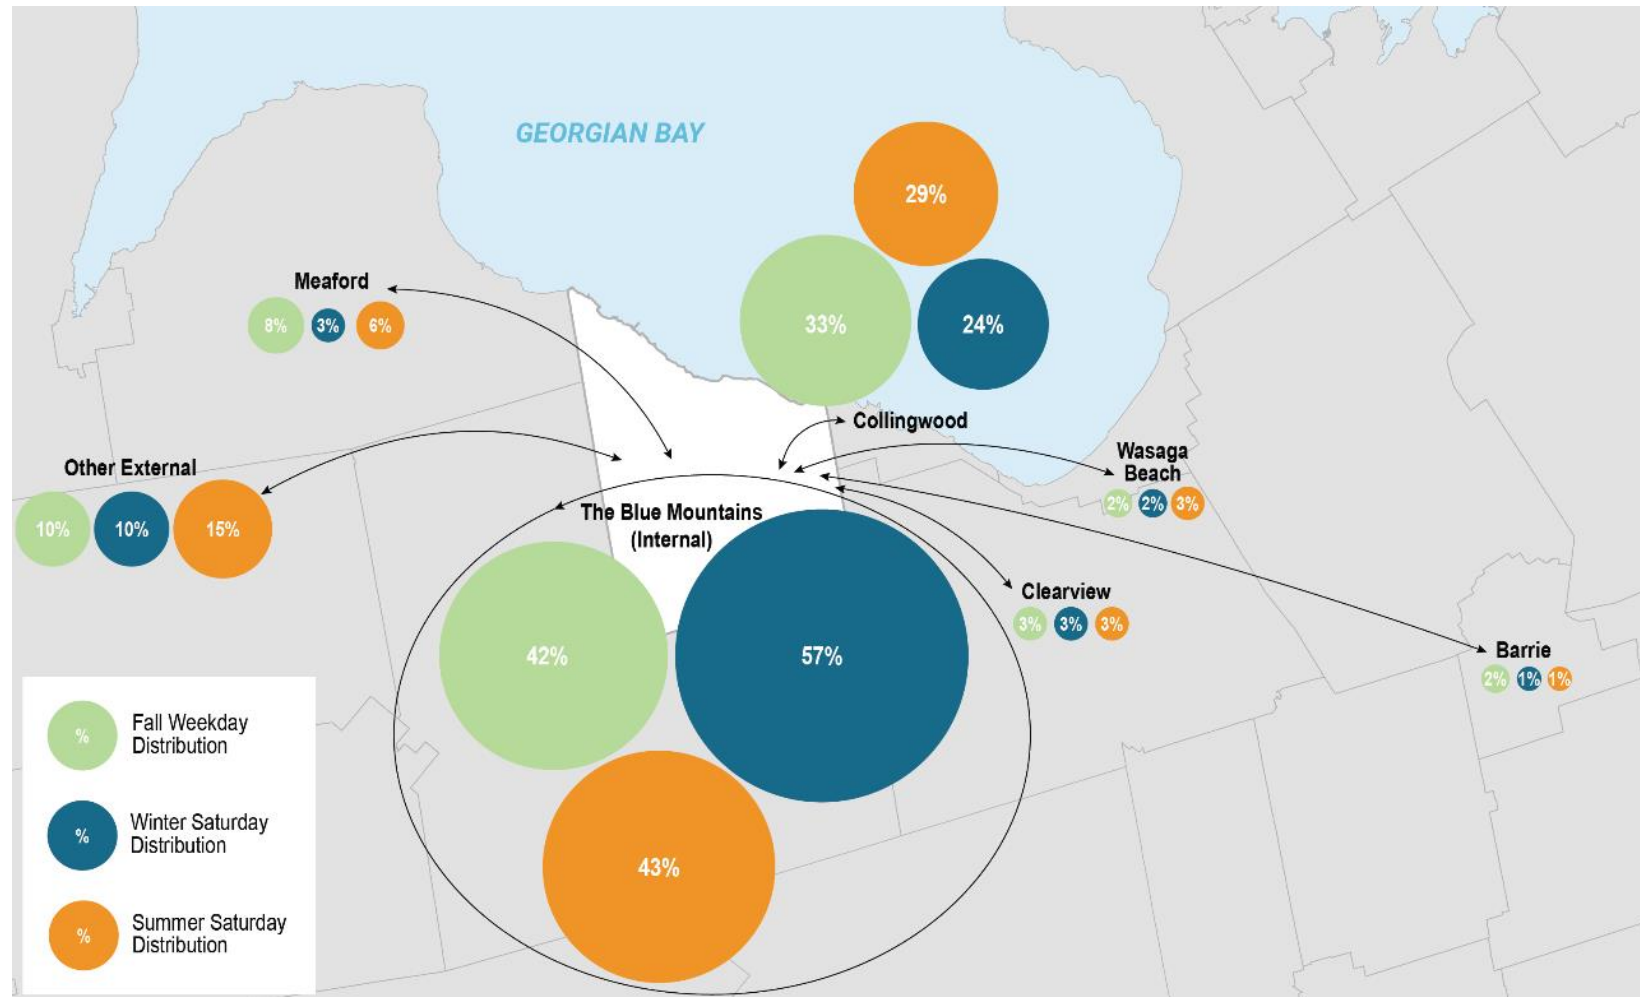 GEORGIAN BAY
29%
33%
24%
Meaford
8%
3%
6%
Collingwood
Wasaga
Beach
2%
2%
3%
Other External
10%
10%
15%
The Blue Mountains
(Internal)
42%
57%
43%
Clearview
3%
3%
3%
Barrie
2%
1%
1%
%
Fall Weekday
Distribution
%
Winter Saturday
Distribution
%
Summer Saturday
Distribution